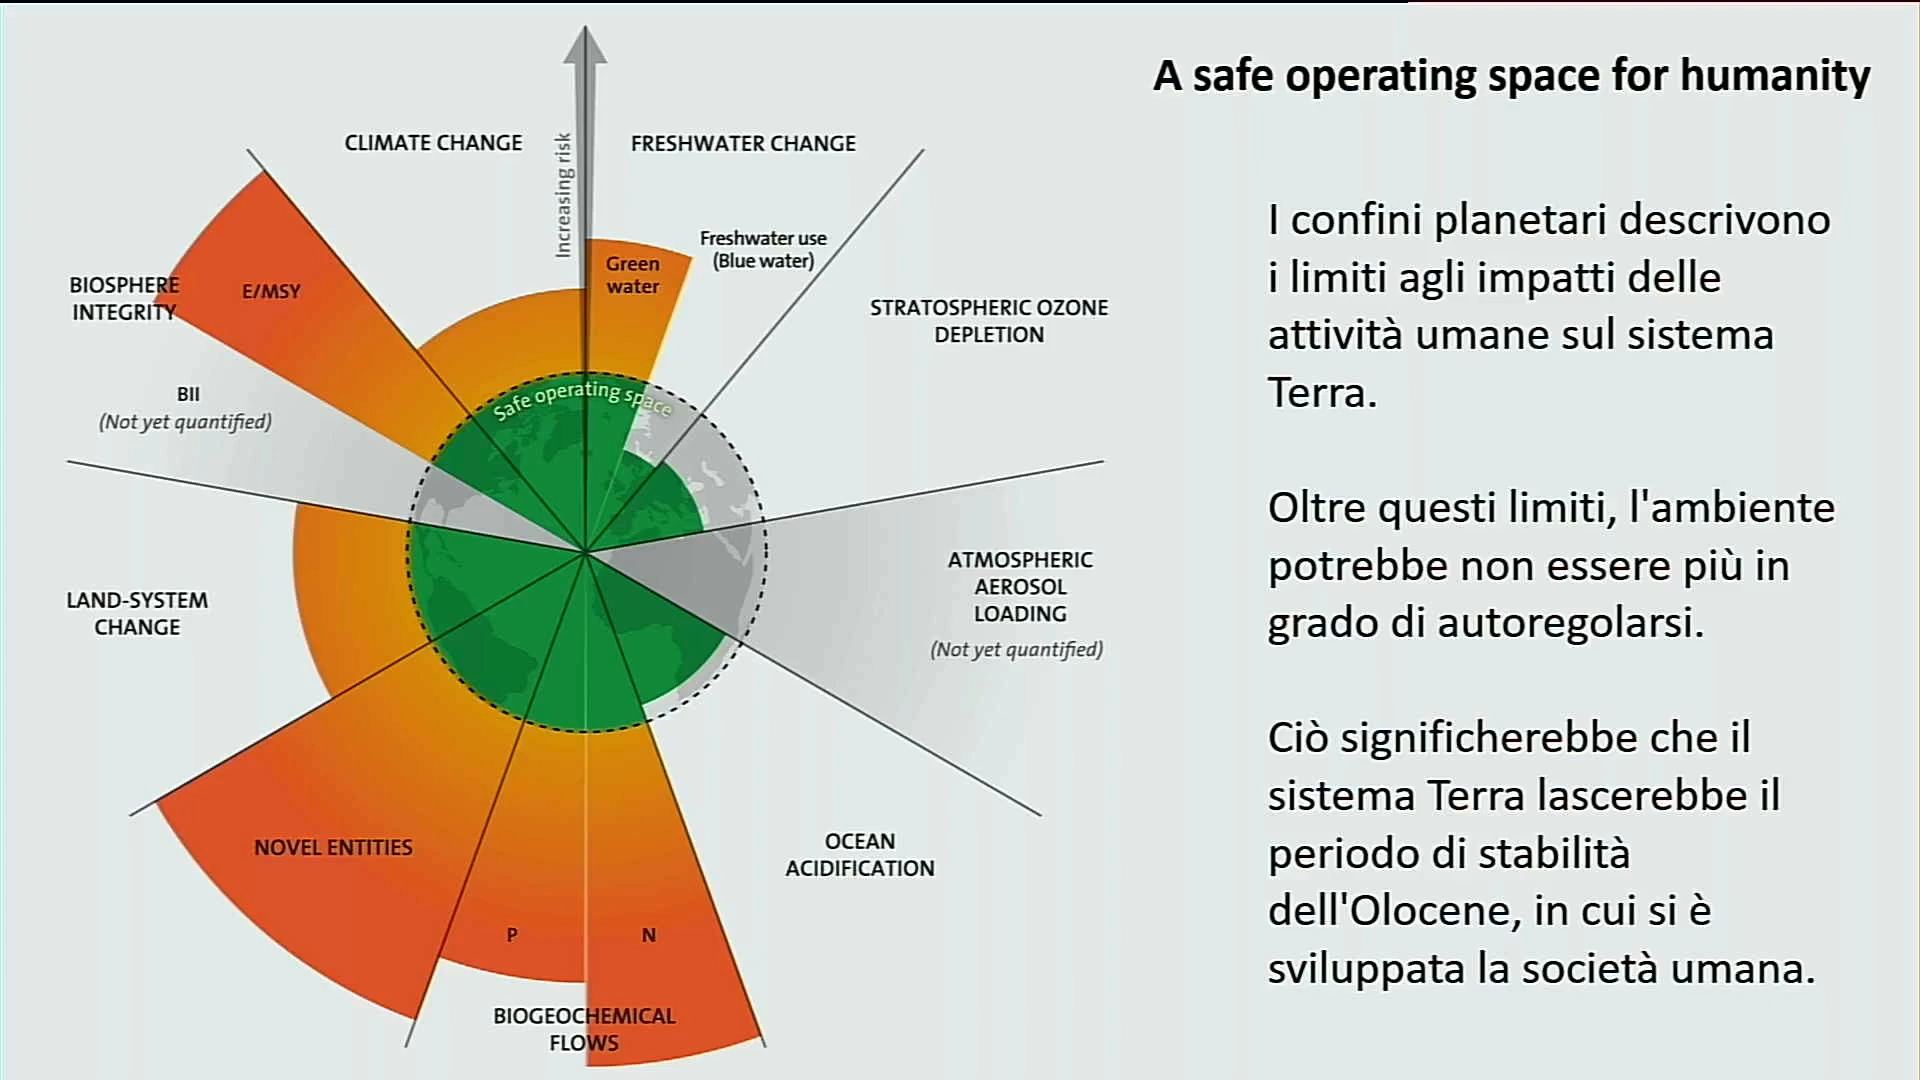 A safe operating space for humanity
CLIMATE CHANGE
Increasing risk
FRESHWATER CHANGE
Green
water
Freshwater use
(Blue water)
STRATOSPHERIC OZONE
DEPLETION
BIOSPHERE
INTEGRITY
E/MSY
BII
(Not yet quantified)
Safe operating space
ATMOSPHERIC
AEROSOL
LOADING
(Not yet quantified)
LAND-SYSTEM
CHANGE
NOVEL ENTITIES
OCEAN
ACIDIFICATION
P
N
BIOGEOCHEMICAL
FLOWS
I confini planetari descrivono
i limiti agli impatti delle
attività umane sul sistema
Terra.
Oltre questi limiti, l'ambiente
potrebbe non essere più in
grado di autoregolarsi.
Ciò significherebbe che il
sistema Terra lascerebbe il
periodo di stabilità
dell'Olocene, in cui si è
sviluppata la società umana.